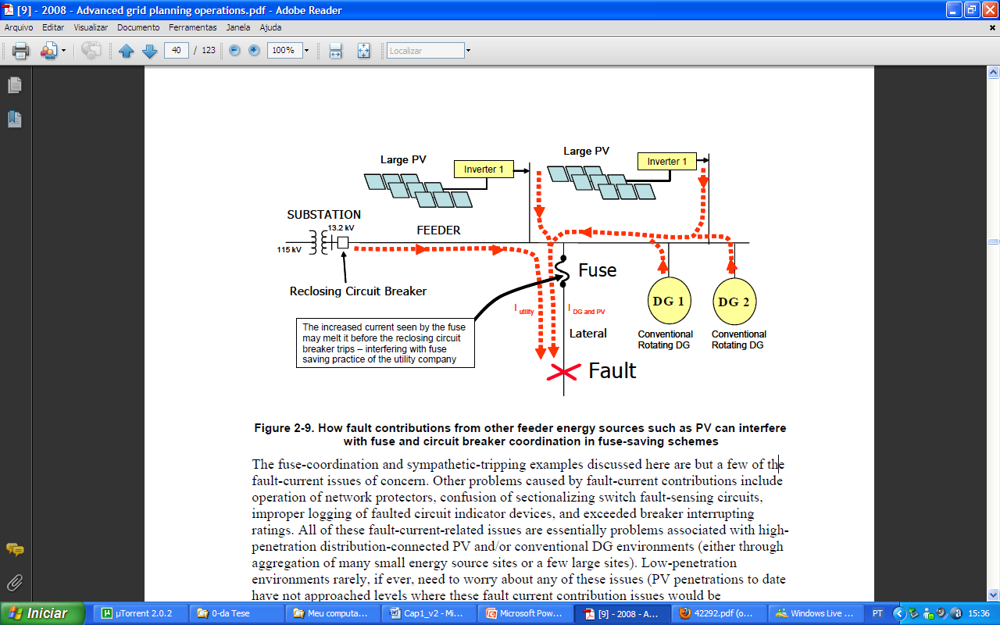 [9] - 2008 - Advanced grid planning operations.pdf - Adobe Reader
Arquivo Editar Visualizar Documento Ferramentas Janela Ajuda
40 / 123 100% Localizar
Large PV
Inverter 1
Large PV
Inverter 1
SUBSTATION
13.2 kV
FEEDER
115 kV
Reclosing Circuit Breaker
Fuse
DG 1
DG 2
I utility
I DG and PV
The increased current seen by the fuse
may melt it before the reclosing circuit
breaker trips – interfering with fuse
saving practice of the utility company
Lateral
Conventional
Rotating DG
Conventional
Rotating DG
Fault
Figure 2-9. How fault contributions from other feeder energy sources such as PV can interfere
with fuse and circuit breaker coordination in fuse-saving schemes
The fuse-coordination and sympathetic-tripping examples discussed here are but a few of the
fault-current issues of concern. Other problems caused by fault-current contributions include
operation of network protectors, confusion of sectionalizing switch fault-sensing circuits,
improper logging of faulted circuit indicator devices, and exceeded breaker interrupting
ratings. All of these fault-current-related issues are essentially problems associated with high-
penetration distribution-connected PV and/or conventional DG environments (either through
aggregation of many small energy source sites or a few large sites). Low-penetration
environments rarely, if ever, need to worry about any of these issues (PV penetrations to date
have not approached levels where these fault current contribution issues would be
Iniciar µTorrent 2.0.2 0-da Tese Meu computa... Cap1_v2 - Mi... Microsoft Pow... [9] - 2008 - A... 42292.pdf (o... Windows Live ... PT 15:36